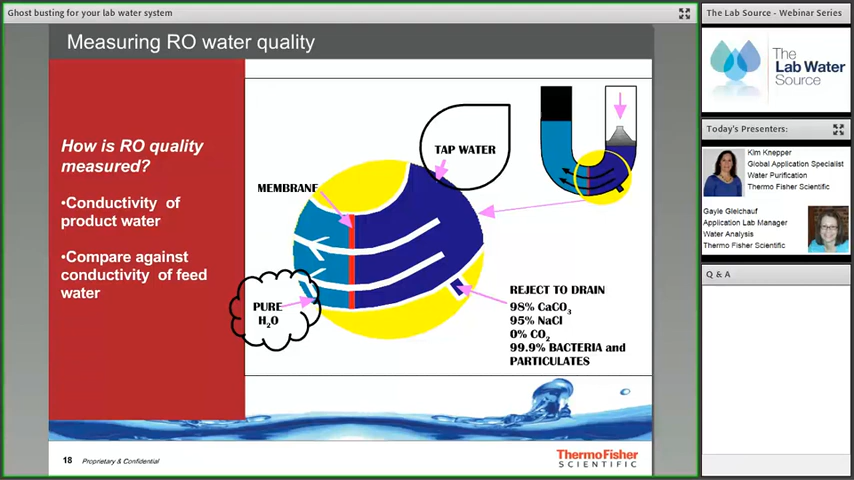 Ghost busting for your lab water system
The Lab Source - Webinar Series
Measuring RO water quality
How is RO quality
measured?
•Conductivity of
product water
•Compare against
conductivity of feed
water
TAP WATER
MEMBRANE
PURE
H2O
REJECT TO DRAIN
98% CaCO3
95% NaCl
0% CO2
99.9% BACTERIA and
PARTICULATES
18 Proprietary & Confidential
ThermoFisher
SCIENTIFIC
The
Lab Water
Source
Today's Presenters:
Kim Knepper
Global Application Specialist
Water Purification
Thermo Fisher Scientific
Gayle Gleichauf
Application Lab Manager
Water Analysis
Thermo Fisher Scientific
Q & A